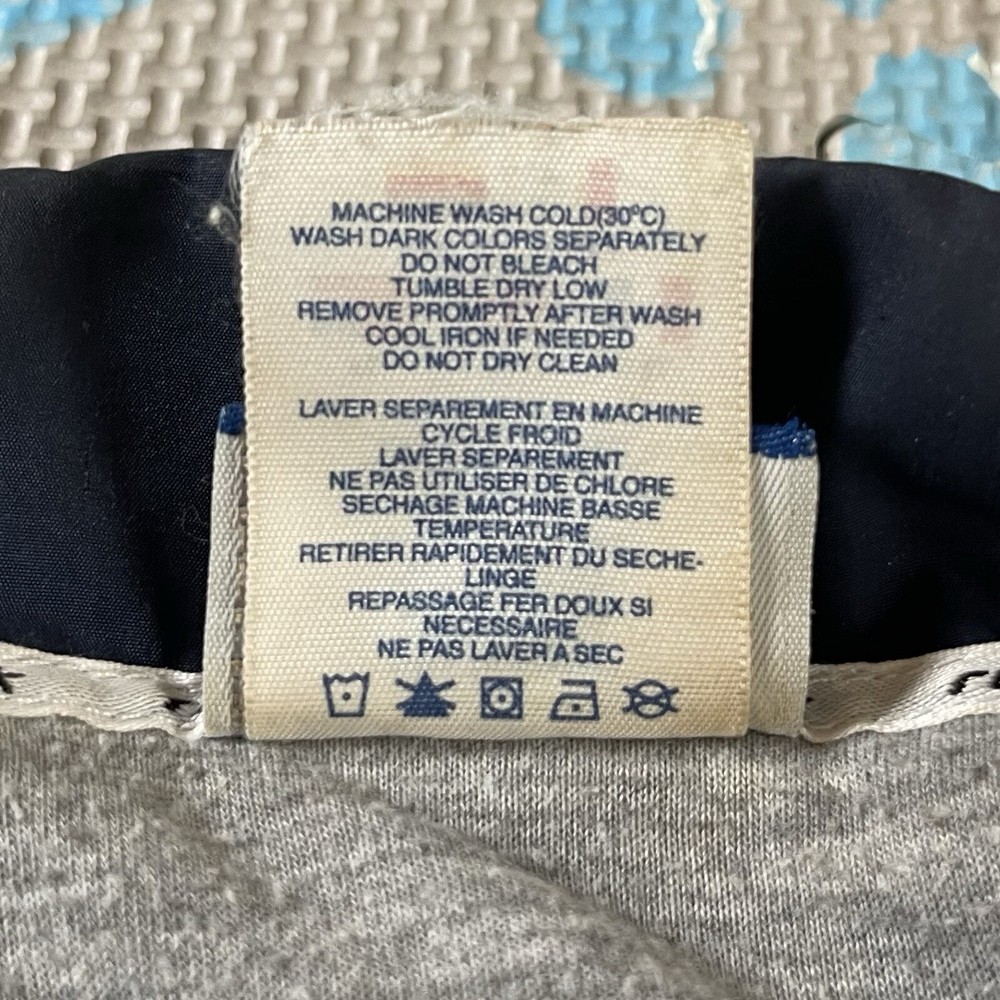 MACHINE WASH COLD(30ºC)
WASH DARK COLORS SEPARATELY
DO NOT BLEACH
TUMBLE DRY LOW
REMOVE PROMPTLY AFTER WASH
COOL IRON IF NEEDED
DO NOT DRY CLEAN
LAVER SEPAREMENT EN MACHINE
CYCLE FROID
LAVER SEPAREMENT
NE PAS UTILISER DE CHLORE
SECHAGE MACHINE BASSE
TEMPERATURE
RETIRER RAPIDEMENT DU SECHE-
LINGE
REPASSAGE FER DOUX SI
NECESSAIRE
NE PAS LAVER A SEC